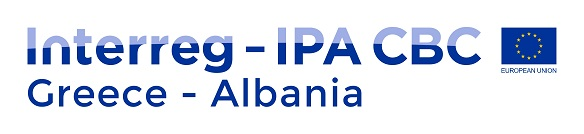 Interreg - IPA CBC
EUROPEAN UNION
Greece - Albania